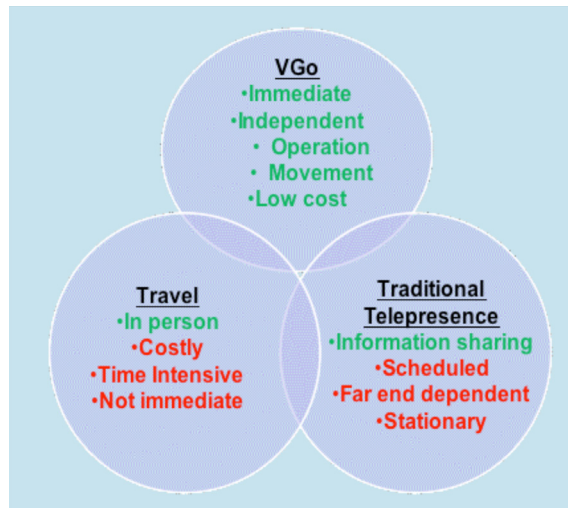 VGo
•Immediate
•Independent
• Operation
• Movement
•Low cost
Travel
•In person
•Costly
•Time Intensive
•Not immediate
Traditional
Telepresence
•Information sharing
•Scheduled
•Far end dependent
•Stationary